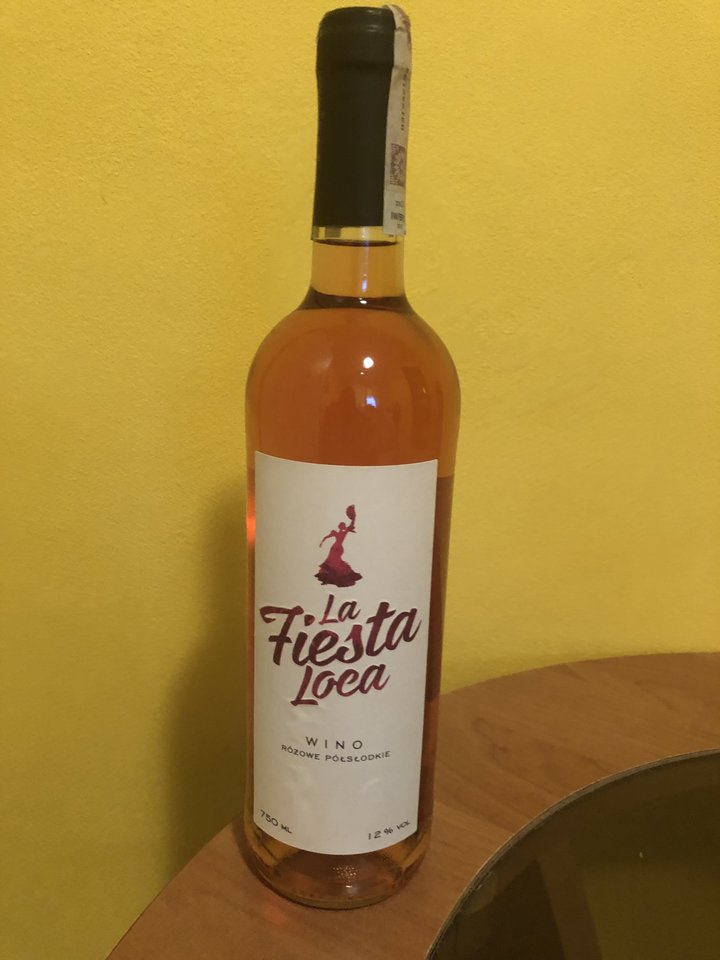 La
Fiesta
Loca
WINO
RÓŻOWE PÓŁSŁODKIE
750 ML
12% VOL